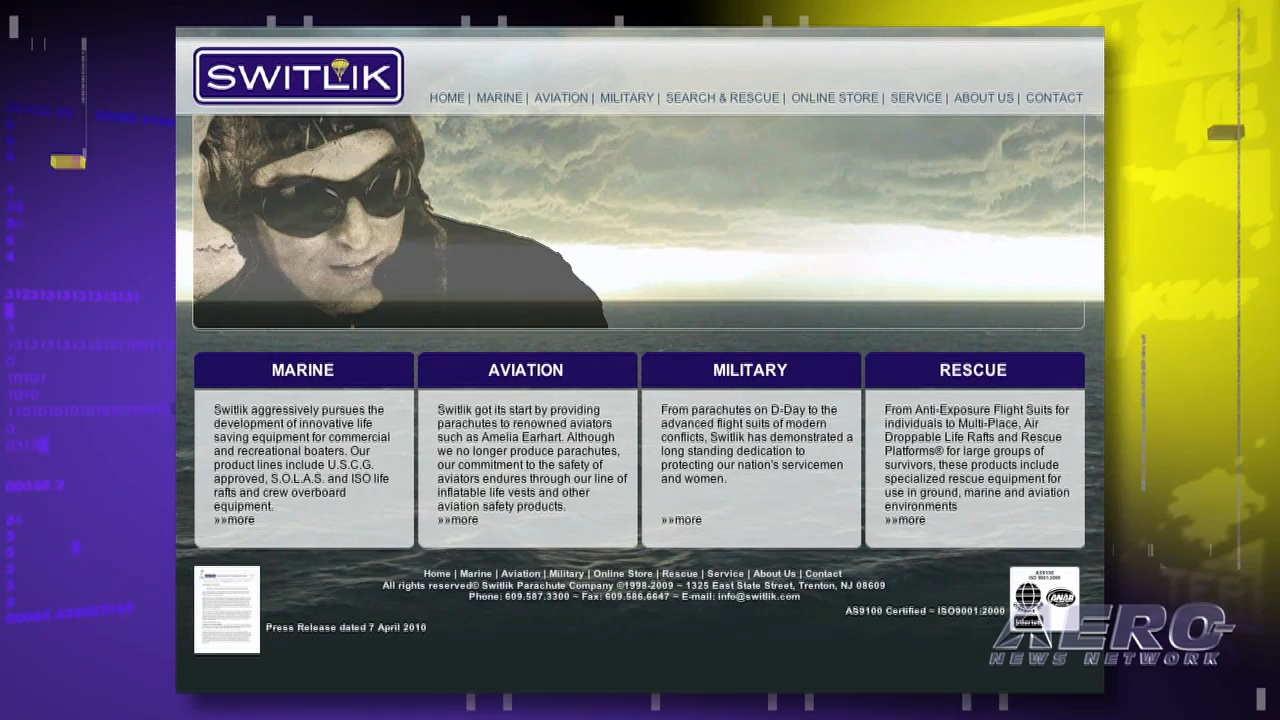 SWITLIK
HOME | MARINE | AVIATION | MILITARY | SEARCH & RESCUE | ONLINE STORE | SERVICE | ABOUT US | CONTACT
MARINE
Switlik aggressively pursues the
development of innovative life
saving equipment for commercial
and recreational boaters. Our
product lines include U.S.C.G.
approved, S.O.L.A.S. and ISO life
rafts and crew overboard
equipment.
»»more
AVIATION
Switlik got its start by providing
parachutes to renowned aviators
such as Amelia Earhart. Although
we no longer produce parachutes,
our commitment to the safety of
aviators endures through our line of
inflatable life vests and other
aviation safety products.
»»more
MILITARY
From parachutes on D-Day to the
advanced flight suits of modern
conflicts, Switlik has demonstrated a
long standing dedication to
protecting our nation's servicemen
and women.
»»more
RESCUE
From Anti-Exposure Flight Suits for
individuals to Multi-Place, Air
Droppable Life Rafts and Rescue
Platforms® for large groups of
survivors, these products include
specialized rescue equipment for
use in ground, marine and aviation
environments
»»more
Home | Marine | Aviation | Military | Online Store | Rescue | Service | About Us | Contact
All rights reserved Switlik Parachute Company ©1998-2009 ~ 1325 East State Street, Trenton, NJ 08609
Phone: 609.587.3300 ~ Fax: 609.586.6647 ~ E-mail: info@switlik.com
AS9100 Certified ~ ISO9001:2000
Press Release dated 7 April 2010
AS9100
ISO 9001:2000
ANAB
Intertek
AERO
NEWS NETWORK